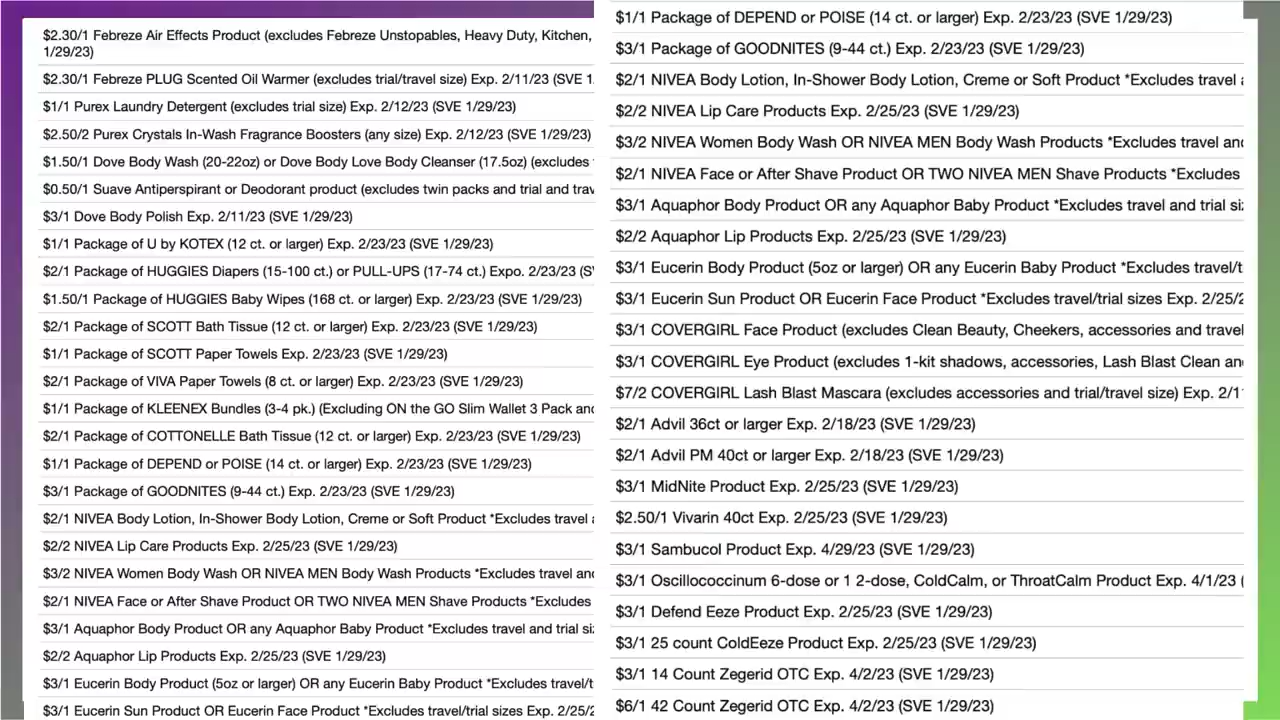 $2.30/1 Febreze Air Effects Product (excludes Febreze Unstopables, Heavy Duty, Kitchen,
1/29/23)
$2.30/1 Febreze PLUG Scented Oil Warmer (excludes trial/travel size) Exp. 2/11/23 (SVE 1.
$1/1 Purex Laundry Detergent (excludes trial size) Exp. 2/12/23 (SVE 1/29/23)
$2.50/2 Purex Crystals In-Wash Fragrance Boosters (any size) Exp. 2/12/23 (SVE 1/29/23)
$1.50/1 Dove Body Wash (20-22oz) or Dove Body Love Body Cleanser (17.5oz) (excludes
$0.50/1 Suave Antiperspirant or Deodorant product (excludes twin packs and trial and trav
$3/1 Dove Body Polish Exp. 2/11/23 (SVE 1/29/23)
$1/1 Package of U by KOTEX (12 ct. or larger) Exp. 2/23/23 (SVE 1/29/23)
$2/1 Package of HUGGIES Diapers (15-100 ct.) or PULL-UPS (17-74 ct.) Expo. 2/23/23 (SV
$1.50/1 Package of HUGGIES Baby Wipes (168 ct. or larger) Exp. 2/23/23 (SVE 1/29/23)
$2/1 Package of SCOTT Bath Tissue (12 ct. or larger) Exp. 2/23/23 (SVE 1/29/23)
$1/1 Package of SCOTT Paper Towels Exp. 2/23/23 (SVE 1/29/23)
$2/1 Package of VIVA Paper Towels (8 ct. or larger) Exp. 2/23/23 (SVE 1/29/23)
$1/1 Package of KLEENEX Bundles (3-4 pk.) (Excluding ON the GO Slim Wallet 3 Pack and
$2/1 Package of COTTONELLE Bath Tissue (12 ct. or larger) Exp. 2/23/23 (SVE 1/29/23)
$1/1 Package of DEPEND or POISE (14 ct. or larger) Exp. 2/23/23 (SVE 1/29/23)
$3/1 Package of GOODNITES (9-44 ct.) Exp. 2/23/23 (SVE 1/29/23)
$2/1 NIVEA Body Lotion, In-Shower Body Lotion, Creme or Soft Product *Excludes travel
$2/2 NIVEA Lip Care Products Exp. 2/25/23 (SVE 1/29/23)
$3/2 NIVEA Women Body Wash OR NIVEA MEN Body Wash Products *Excludes travel and
$2/1 NIVEA Face or After Shave Product OR TWO NIVEA MEN Shave Products *Excludes
$3/1 Aquaphor Body Product OR any Aquaphor Baby Product *Excludes travel and trial si
$2/2 Aquaphor Lip Products Exp. 2/25/23 (SVE 1/29/23)
$3/1 Eucerin Body Product (5oz or larger) OR any Eucerin Baby Product *Excludes travel/t
$3/1 Eucerin Sun Product OR Eucerin Face Product *Excludes travel/trial sizes Exp. 2/25/2
$1/1 Package of DEPEND or POISE (14 ct. or larger) Exp. 2/23/23 (SVE 1/29/23)
$3/1 Package of GOODNITES (9-44 ct.) Exp. 2/23/23 (SVE 1/29/23)
$2/1 NIVEA Body Lotion, In-Shower Body Lotion, Creme or Soft Product *Excludes travel
$2/2 NIVEA Lip Care Products Exp. 2/25/23 (SVE 1/29/23)
$3/2 NIVEA Women Body Wash OR NIVEA MEN Body Wash Products *Excludes travel and
$2/1 NIVEA Face or After Shave Product OR TWO NIVEA MEN Shave Products *Excludes
$3/1 Aquaphor Body Product OR any Aquaphor Baby Product *Excludes travel and trial si
$2/2 Aquaphor Lip Products Exp. 2/25/23 (SVE 1/29/23)
$3/1 Eucerin Body Product (5oz or larger) OR any Eucerin Baby Product *Excludes travel/t
$3/1 Eucerin Sun Product OR Eucerin Face Product *Excludes travel/trial sizes Exp. 2/25/2
$3/1 COVERGIRL Face Product (excludes Clean Beauty, Cheekers, accessories and travel
$3/1 COVERGIRL Eye Product (excludes 1-kit shadows, accessories, Lash Blast Clean an
$7/2 COVERGIRL Lash Blast Mascara (excludes accessories and trial/travel size) Exp. 2/1
$2/1 Advil 36ct or larger Exp. 2/18/23 (SVE 1/29/23)
$2/1 Advil PM 40ct or larger Exp. 2/18/23 (SVE 1/29/23)
$3/1 MidNite Product Exp. 2/25/23 (SVE 1/29/23)
$2.50/1 Vivarin 40ct Exp. 2/25/23 (SVE 1/29/23)
$3/1 Sambucol Product Exp. 4/29/23 (SVE 1/29/23)
$3/1 Oscillococcinum 6-dose or 1 2-dose, ColdCalm, or ThroatCalm Product Exp. 4/1/23 (
$3/1 Defend Eeze Product Exp. 2/25/23 (SVE 1/29/23)
$3/1 25 count ColdEeze Product Exp. 2/25/23 (SVE 1/29/23)
$3/1 14 Count Zegerid OTC Exp. 4/2/23 (SVE 1/29/23)
$6/1 42 Count Zegerid OTC Exp. 4/2/23 (SVE 1/29/23)